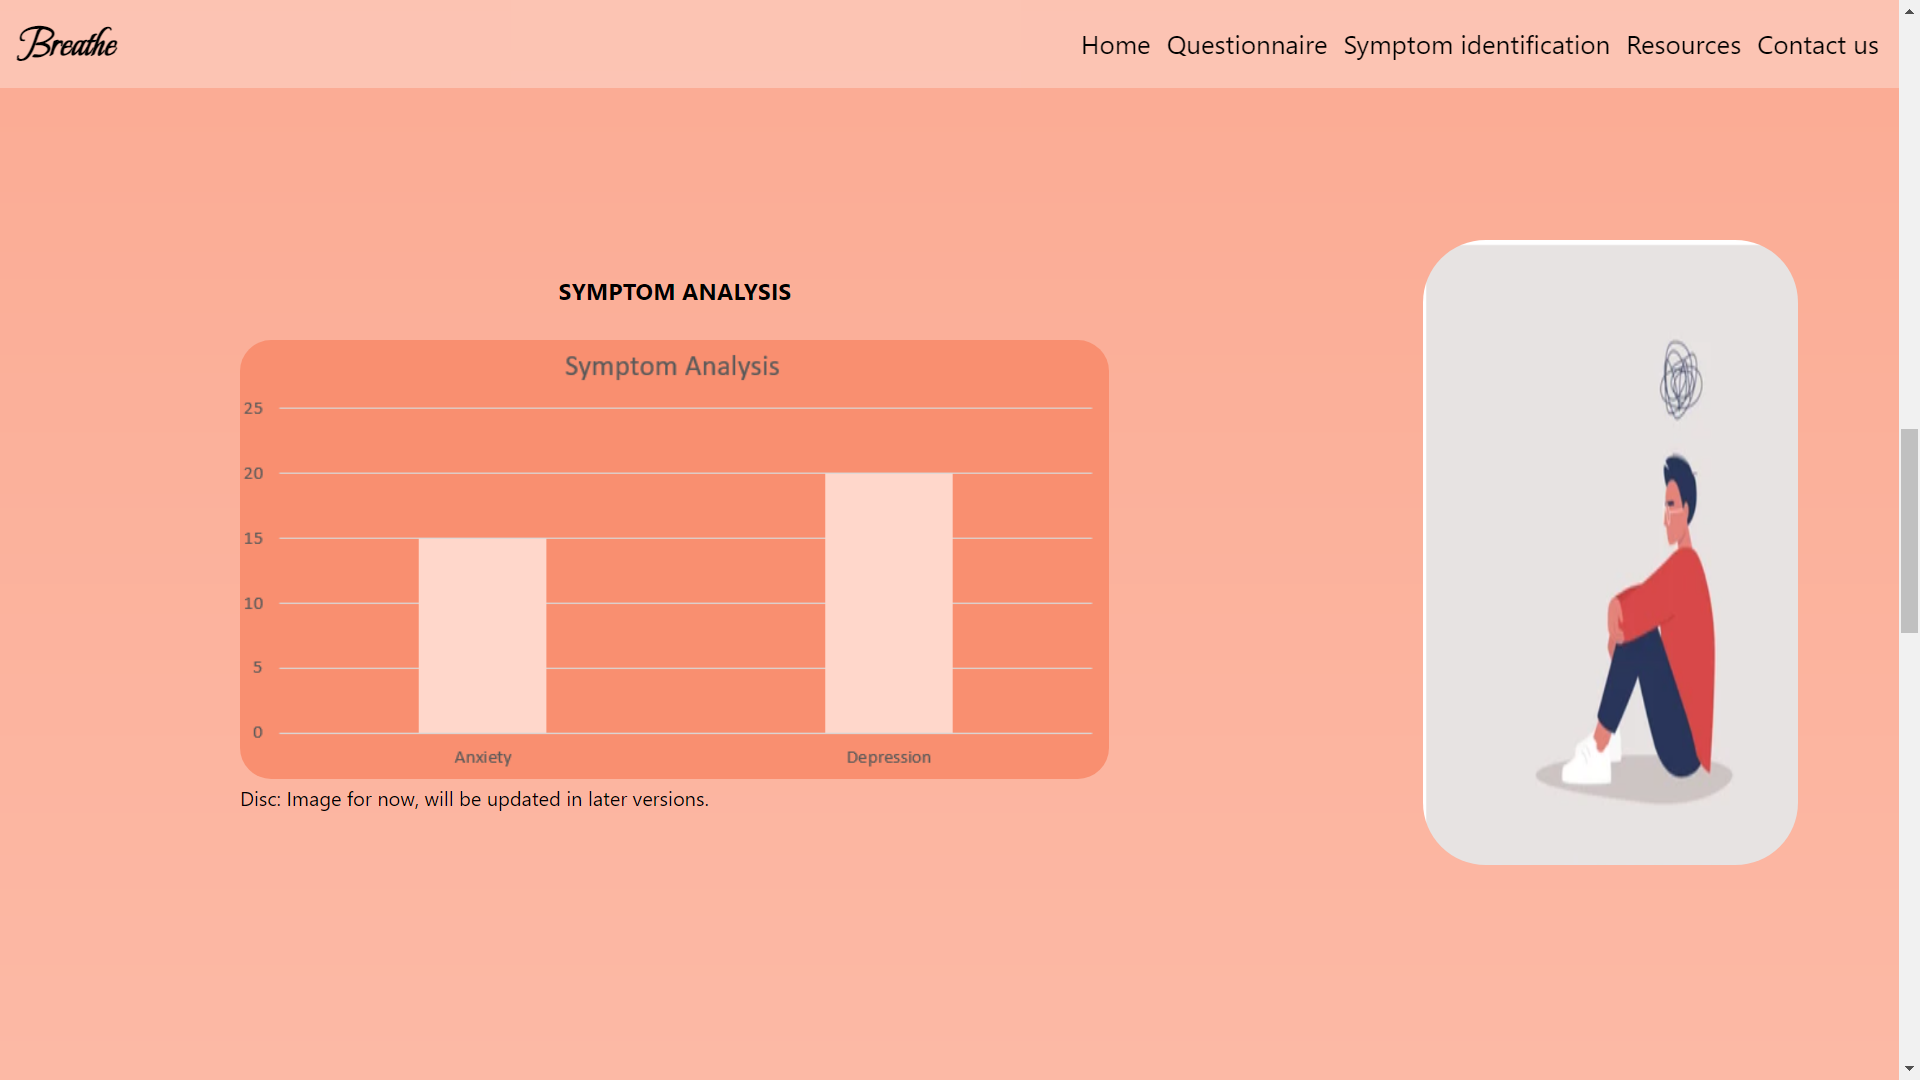 Breathe
Home Questionnaire Symptom identification Resources Contact us
SYMPTOM ANALYSIS
Symptom Analysis
25
20
15
10
5
0
Anxiety Depression
Disc: Image for now, will be updated in later versions.